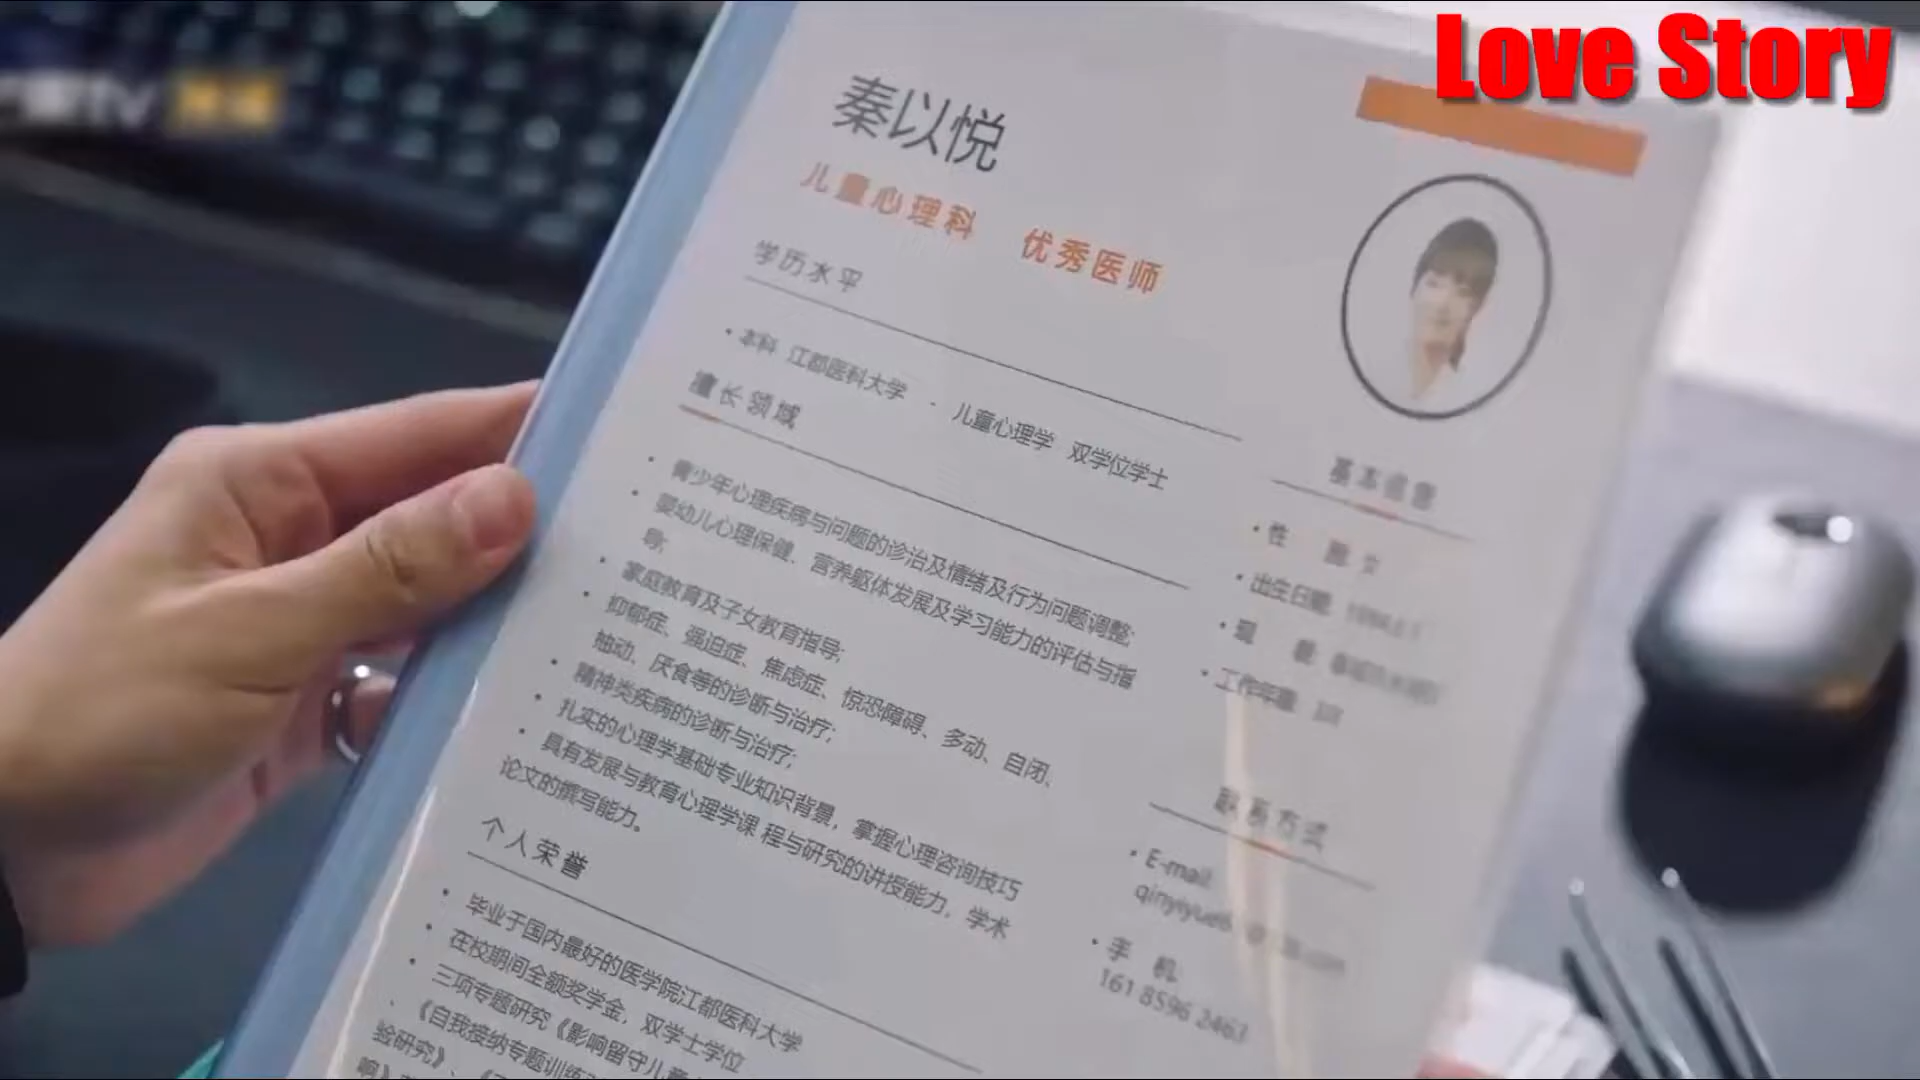 Love Story
秦以悦
儿童心理科 优秀医师
学历水平
• 本科 江都医科大学 - 儿童心理学 双学位学士
擅长领域
• 青少年心理疾病与问题的诊治及情绪及行为问题调整;
• 婴幼儿心理保健、营养躯体发展及学习能力的评估与指
导;
• 家庭教育及子女教育指导;
• 抑郁症、强迫症、焦虑症、惊恐障碍、多动、自闭、
抽动、厌食等的诊断与治疗;
• 精神类疾病的诊断与治疗;
• 扎实的心理学基础专业知识背景，掌握心理咨询技巧
• 具有发展与教育心理学课 程与研究的讲授能力，学术
论文的撰写能力。
个人荣誉
• 毕业于国内最好的医学院江都医科大学
• 在校期间全额奖学金，双学士学位
• 三项专题研究《影响留守儿童
、《自我接纳专题训练
验研究》、
响》
基本信息
• 性 别 女
• 出生日期
• 现 居
• 工作年限
联系方式
• E-mail:
• 手 机:
161 8596 2463